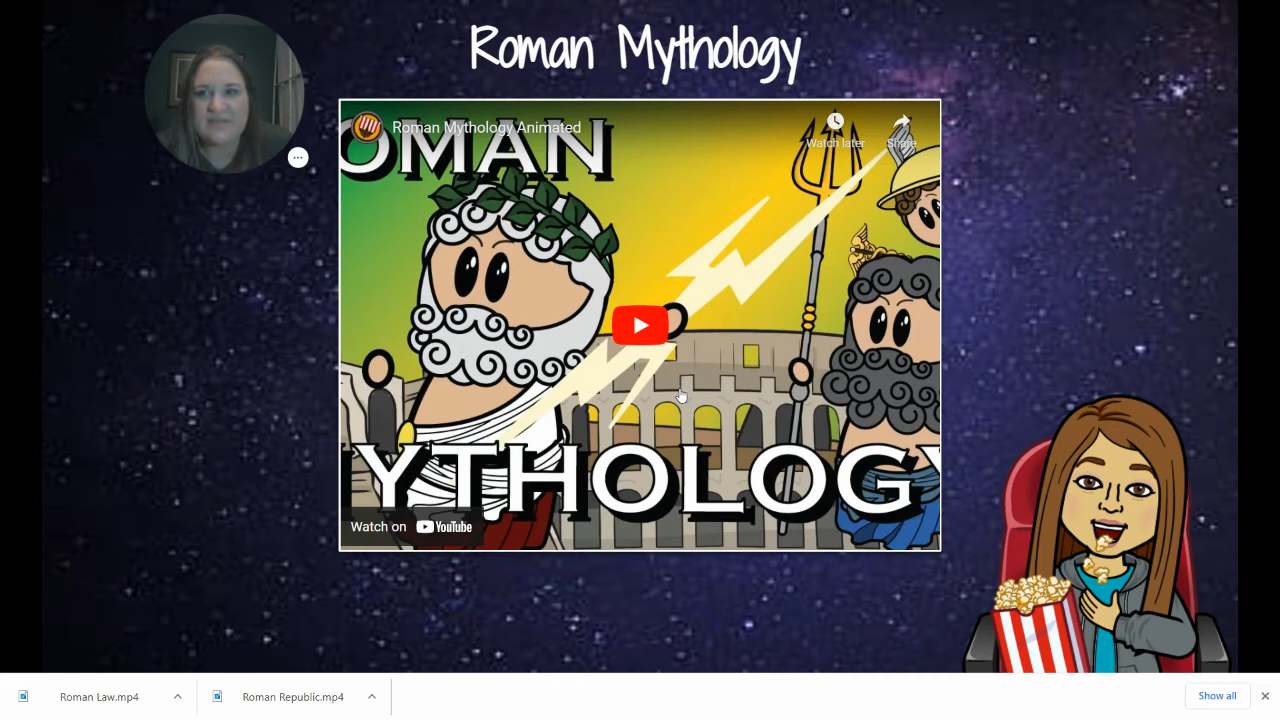 Roman Mythology
Roman Mythology Animated
Watch later
Share
OMAN
YTHOLOGY
Watch on YouTube
Roman Law.mp4
Roman Republic.mp4
Show all